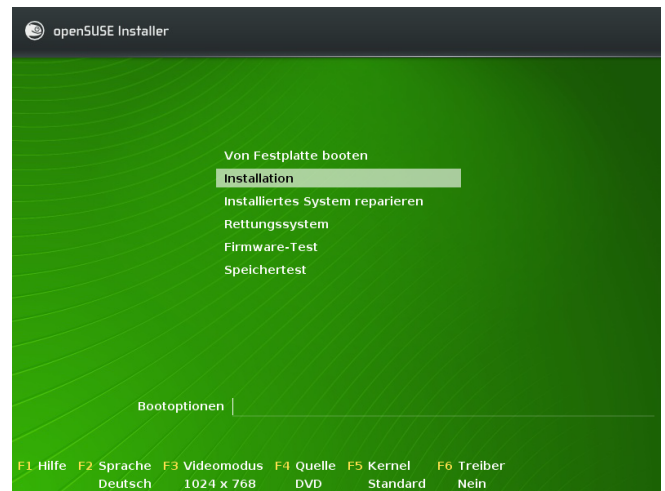 openSUSE Installer
Von Festplatte booten
Installation
Installiertes System reparieren
Rettungssystem
Firmware-Test
Speichertest
Bootoptionen
F1 Hilfe F2 Sprache F3 Videomodus F4 Quelle F5 Kernel F6 Treiber
Deutsch 1024 x 768 DVD Standard Nein